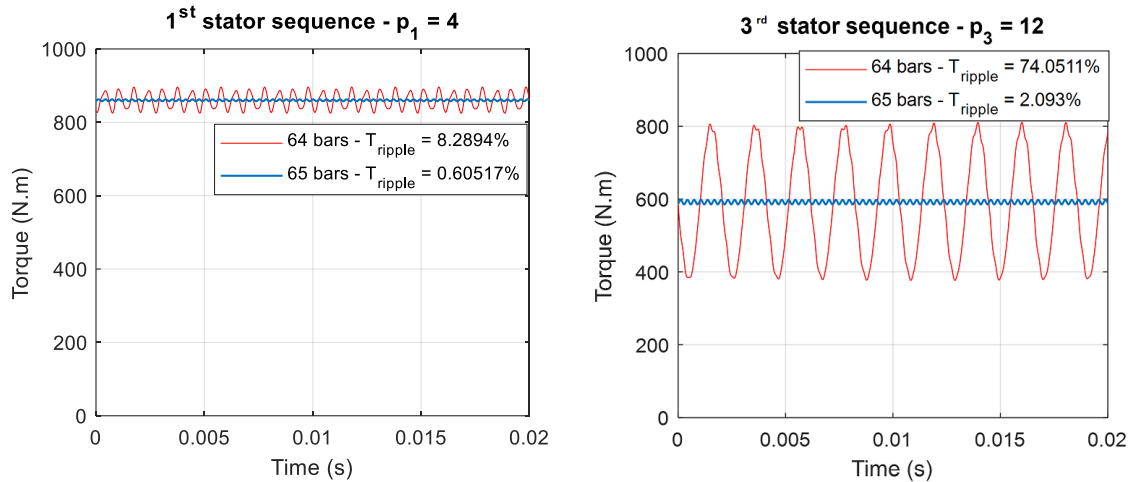 1st stator sequence - p1 = 4
1000
800
600
400
200
0
Torque (N.m)
64 bars - Tripple = 8.2894%
65 bars - Tripple = 0.60517%
0 0.005 0.01 0.015 0.02
Time (s)
3rd stator sequence - p3 = 12
1000
800
600
400
200
0
Torque (N.m)
64 bars - Tripple = 74.0511%
65 bars - Tripple = 2.093%
0 0.005 0.01 0.015 0.02
Time (s)